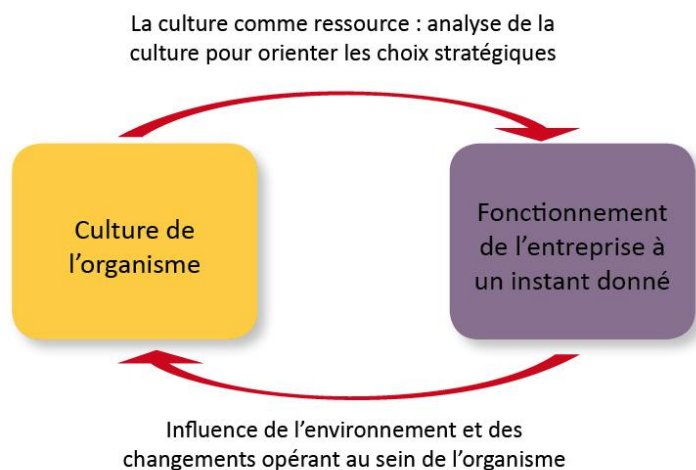 La culture comme ressource : analyse de la
culture pour orienter les choix stratégiques
Culture de
l’organisme
Fonctionnement
de l’entreprise à
un instant donné
Influence de l’environnement et des
changements opérant au sein de l’organisme